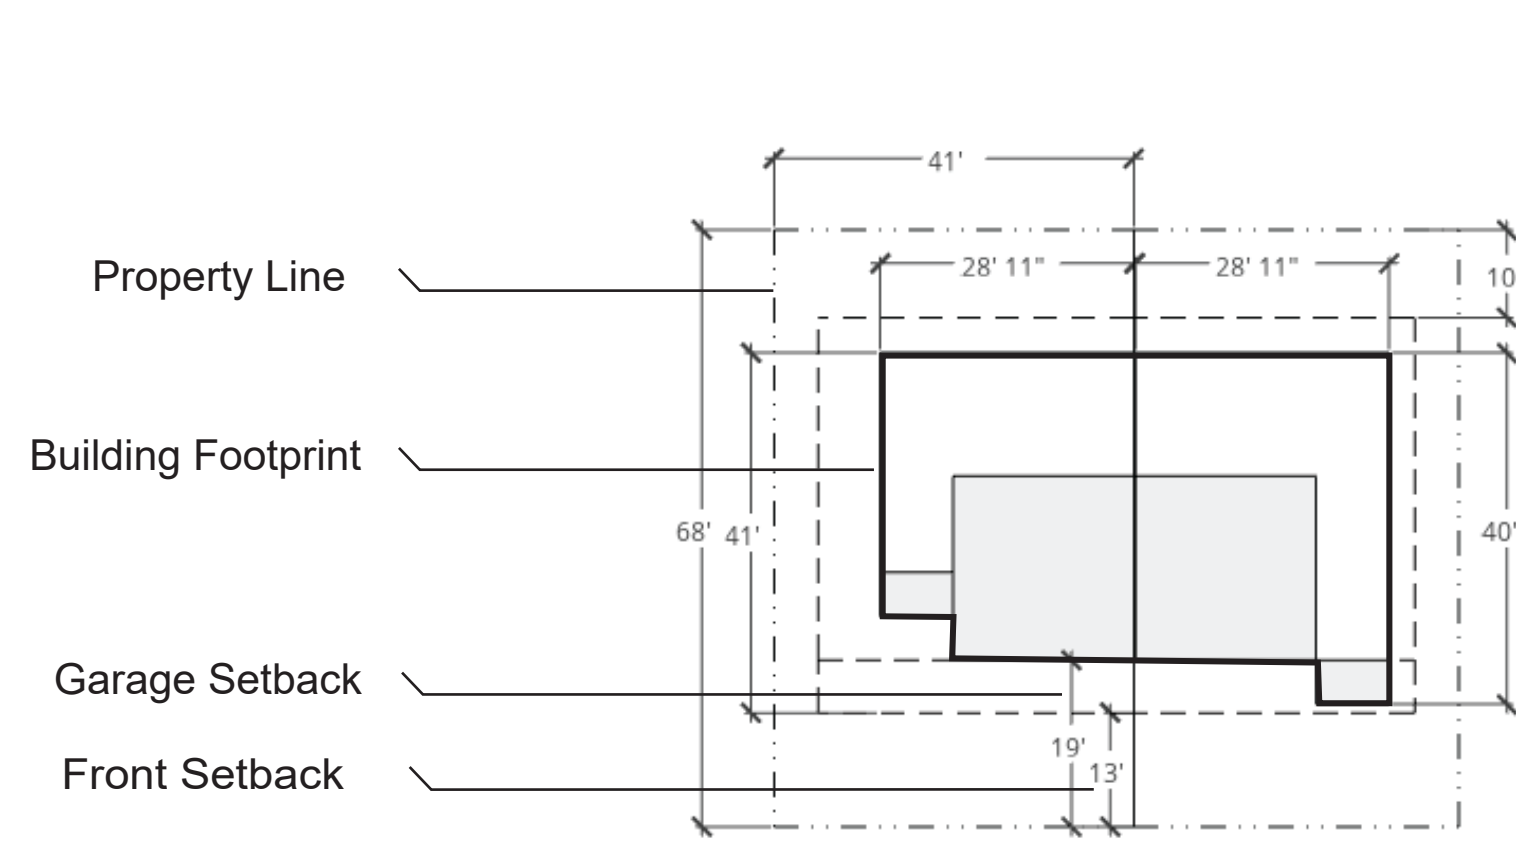 41'
28' 11" 28' 11"
Property Line
10
Building Footprint
68' 41' 40'
Garage Setback
19'
13'
Front Setback